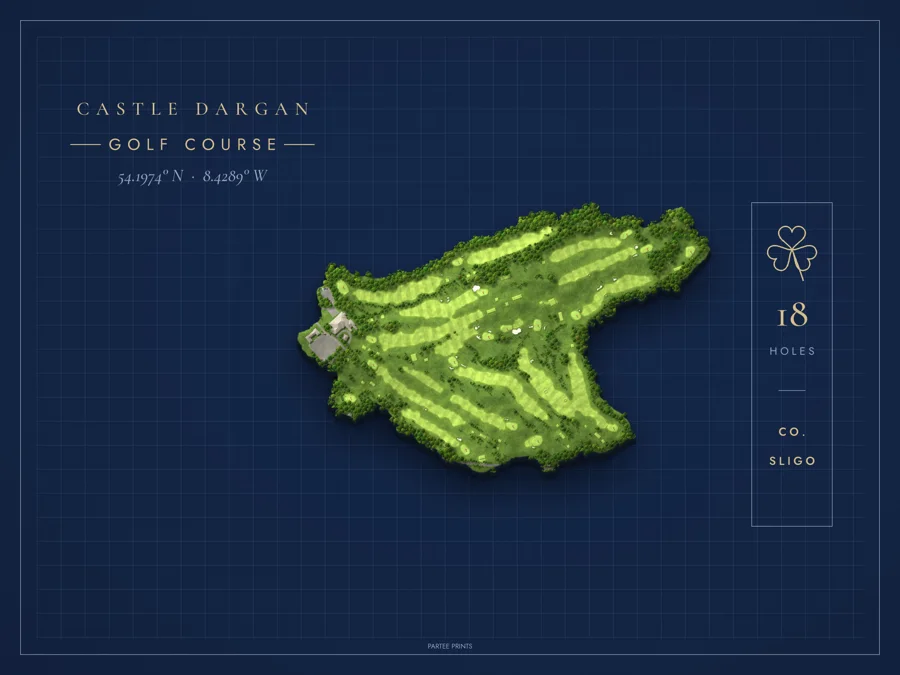 CASTLE DARGAN
GOLF COURSE
54.1974° N · 8.4289° W
18
HOLES
CO.
SLIGO
PARTEE PRINTS